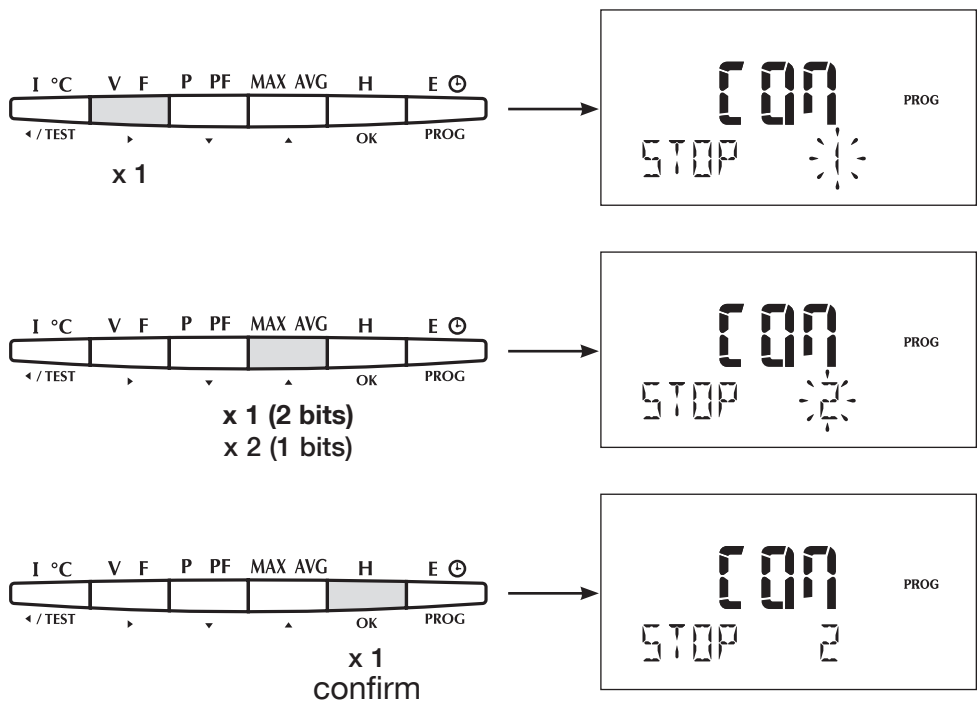 I °C V F P PF MAX AVG H E
/ TEST OK PROG
x 1
COM PROG
STOP 1
I °C V F P PF MAX AVG H E
/ TEST OK PROG
x 1 (2 bits)
x 2 (1 bits)
COM PROG
STOP 2
I °C V F P PF MAX AVG H E
/ TEST OK PROG
x 1
confirm
COM PROG
STOP 2